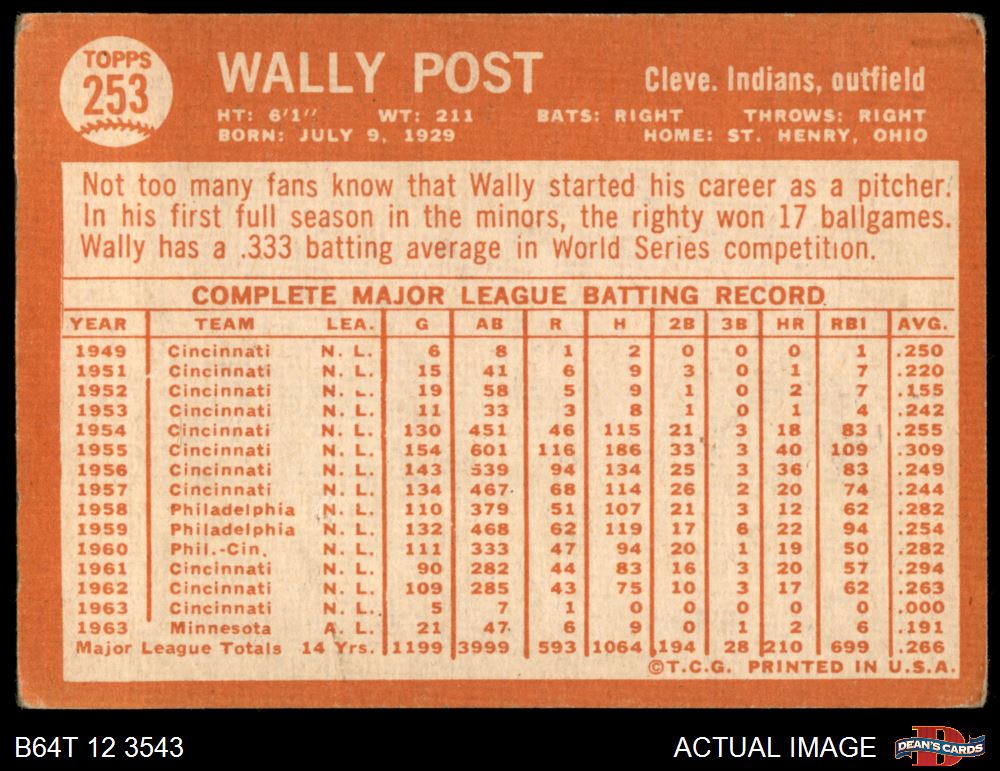 TOPPS
253
WALLY POST
Cleve. Indians, outfield
HT: 6'1" WT: 211 BATS: RIGHT THROWS: RIGHT
BORN: JULY 9, 1929 HOME: ST. HENRY, OHIO
Not too many fans know that Wally started his career as a pitcher.
In his first full season in the minors, the righty won 17 ballgames.
Wally has a .333 batting average in World Series competition.
COMPLETE MAJOR LEAGUE BATTING RECORD
YEAR TEAM LEA. G AB R H 2B 3B HR RBI AVG.
1949 Cincinnati N. L. 6 8 1 2 0 0 0 1 .250
1951 Cincinnati N. L. 15 41 6 9 3 0 1 7 .220
1952 Cincinnati N. L. 19 58 5 9 1 0 2 7 .155
1953 Cincinnati N. L. 11 33 3 8 1 0 1 4 .242
1954 Cincinnati N. L. 130 451 46 115 21 3 18 83 .255
1955 Cincinnati N. L. 154 601 116 186 33 3 40 109 .309
1956 Cincinnati N. L. 143 539 94 134 25 3 36 83 .249
1957 Cincinnati N. L. 134 467 68 114 26 2 20 74 .244
1958 Philadelphia N. L. 110 379 51 107 21 3 12 62 .282
1959 Philadelphia N. L. 132 468 62 119 17 6 22 94 .254
1960 Phil.-Cin. N. L. 111 333 47 94 20 1 19 50 .282
1961 Cincinnati N. L. 90 282 44 83 16 3 20 57 .294
1962 Cincinnati N. L. 109 285 43 75 10 3 17 62 .263
1963 Cincinnati N. L. 5 7 1 0 0 0 0 0 .000
1963 Minnesota A. L. 21 47 6 9 0 1 2 6 .191
Major League Totals 14 Yrs. 1199 3999 593 1064 194 28 210 699 .266
©T.C.G. PRINTED IN U.S.A.
B64T 12 3543
ACTUAL IMAGE
DEAN'S CARDS